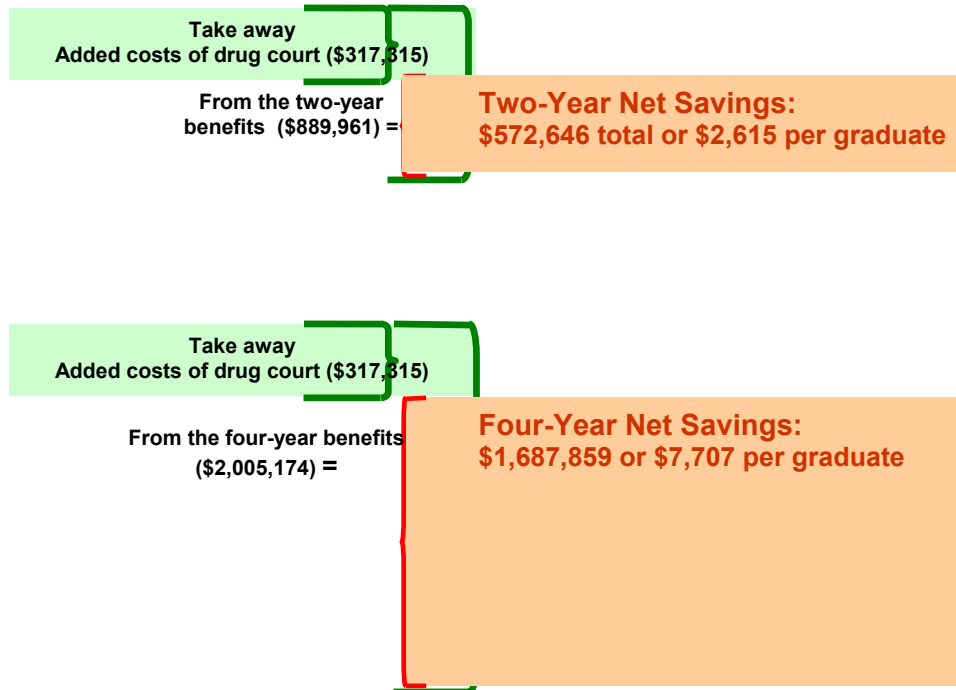 Take away
Added costs of drug court ($317,315)
From the two-year
benefits ($889,961) =
Two-Year Net Savings:
$572,646 total or $2,615 per graduate
Take away
Added costs of drug court ($317,315)
From the four-year benefits
($2,005,174) =
Four-Year Net Savings:
$1,687,859 or $7,707 per graduate